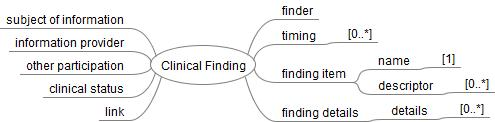 subject of information
information provider
other participation
clinical status
link
Clinical Finding
finder
timing [0..*]
finding item
name [1]
descriptor [0..*]
finding details details [0..*]